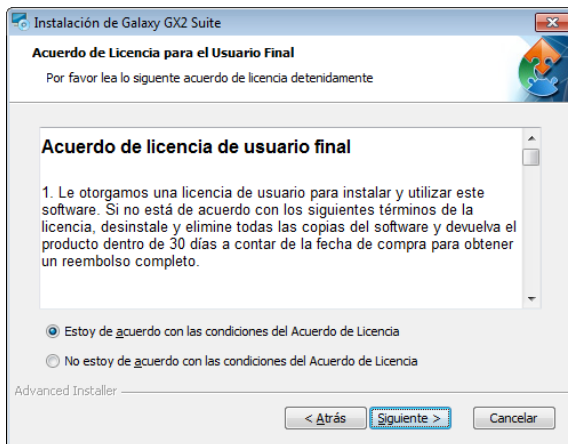 Instalación de Galaxy GX2 Suite
Acuerdo de Licencia para el Usuario Final
Por favor lea lo siguente acuerdo de licencia detenidamente
Acuerdo de licencia de usuario final
1. Le otorgamos una licencia de usuario para instalar y utilizar este
software. Si no está de acuerdo con los siguientes términos de la
licencia, desinstale y elimine todas las copias del software y devuelva el
producto dentro de 30 días a contar de la fecha de compra para obtener
un reembolso completo.
Estoy de acuerdo con las condiciones del Acuerdo de Licencia
No estoy de acuerdo con las condiciones del Acuerdo de Licencia
Advanced Installer
< Atrás
Siguiente >
Cancelar